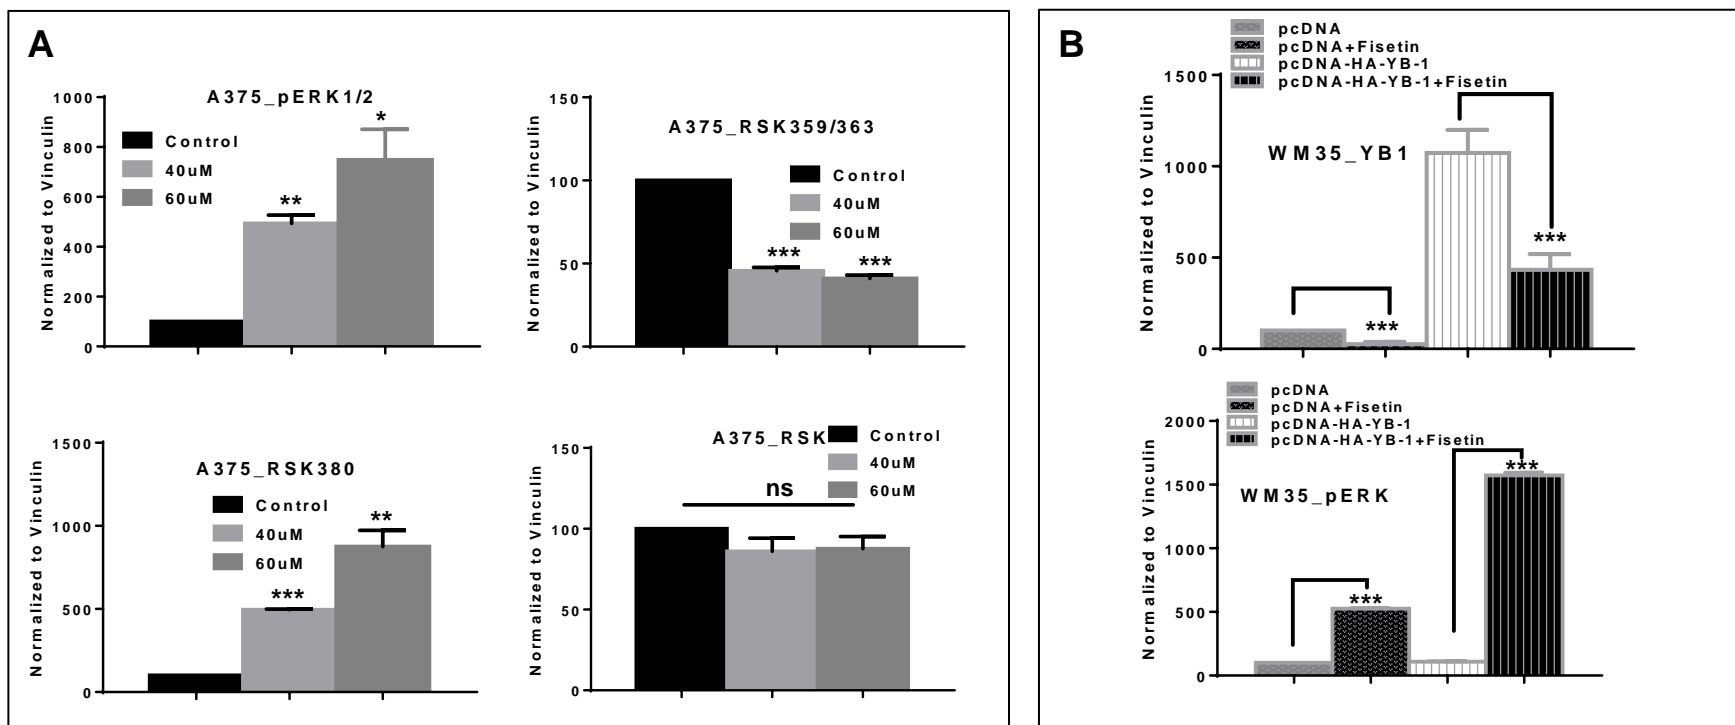 A
A375_pERK1/2
Normalized to Vinculin
1000
800
600
400
200
0
Control
40uM
60uM
**
*
A375_RSK359/363
Normalized to Vinculin
150
100
50
0
Control
40uM
60uM
***
***
A375_RSK380
Normalized to Vinculin
1500
1000
500
0
Control
40uM
60uM
***
**
A375_RSK
Normalized to Vinculin
150
100
50
0
Control
40uM
60uM
ns
B
pcDNA
pcDNA+Fisetin
pcDNA-HA-YB-1
pcDNA-HA-YB-1+Fisetin
WM35_YB1
Normalized to Vinculin
1500
1000
500
0
***
***
pcDNA
pcDNA+Fisetin
pcDNA-HA-YB-1
pcDNA-HA-YB-1+Fisetin
WM35_pERK
Normalized to Vinculin
2000
1500
1000
500
0
***
***